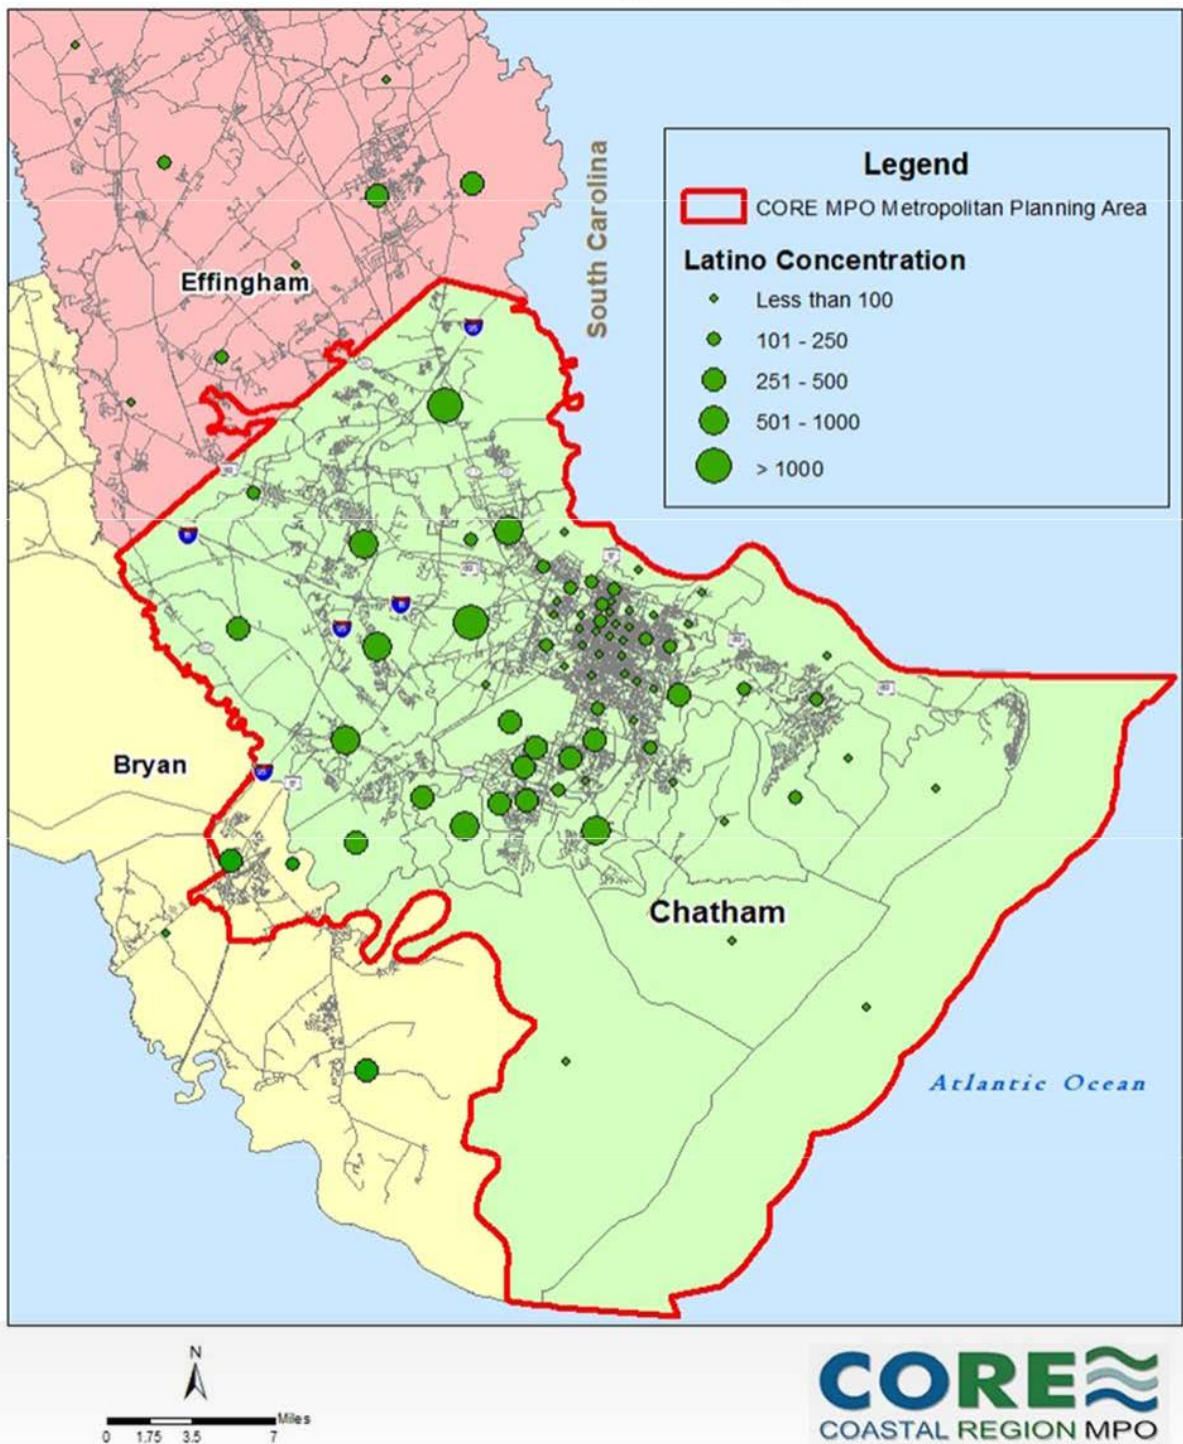 Legend
CORE MPO Metropolitan Planning Area
Latino Concentration
Less than 100
101 - 250
251 - 500
501 - 1000
> 1000
South Carolina
Effingham
95
Bryan
Chatham
Atlantic Ocean
N
Miles
0 1.75 3.5 7
CORE
COASTAL REGION MPO